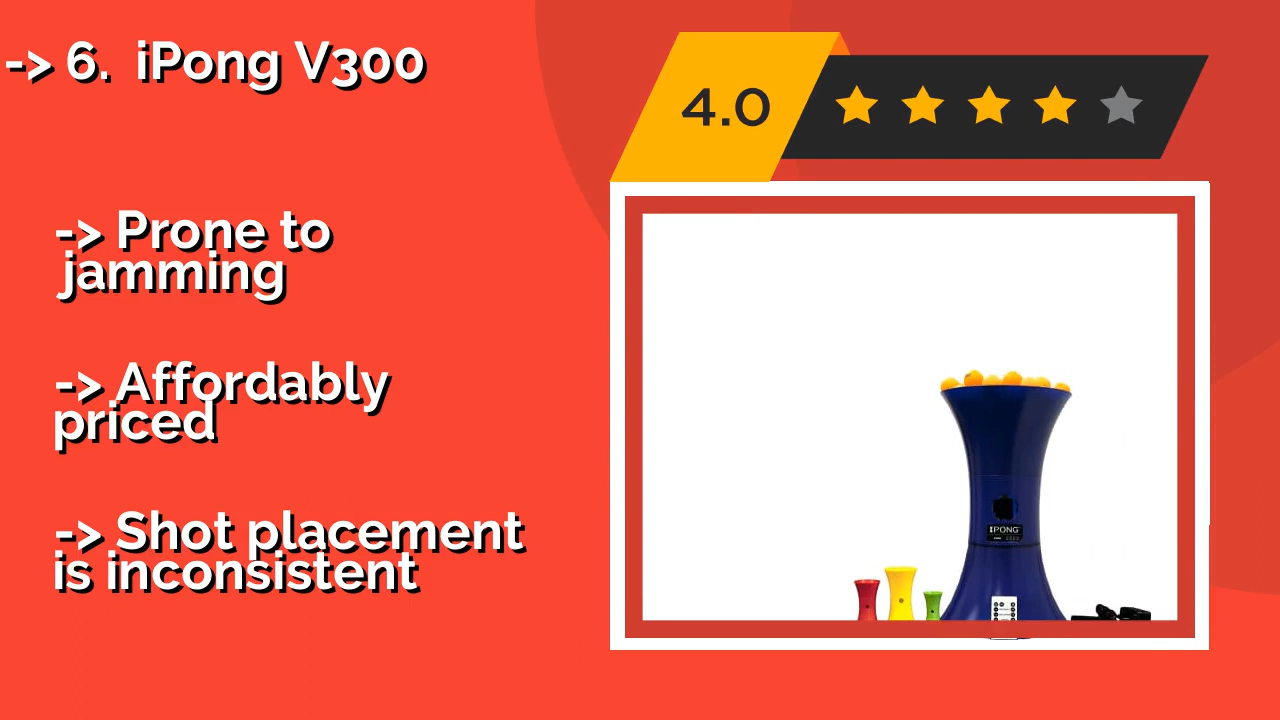 -> 6. iPong V300
4.0
-> Prone to
jamming
-> Affordably
priced
-> Shot placement
is inconsistent
IPONG